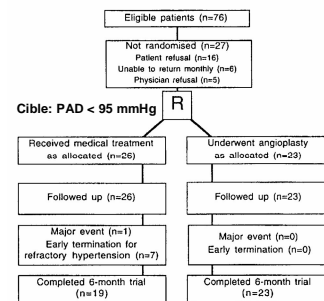 Eligible patients (n=76)
Not randomised (n=27)
Patient refusal (n=16)
Unable to return monthly (n=6)
Physician refusal (n=5)
Cible: PAD < 95 mmHg
R
Received medical treatment
as allocated (n=26)
Underwent angioplasty
as allocated (n=23)
Followed up (n=26)
Followed up (n=23)
Major event (n=1)
Early termination for
refractory hypertension (n=7)
Major event (n=0)
Early termination (n=0)
Completed 6-month trial
(n=19)
Completed 6-month trial
(n=23)